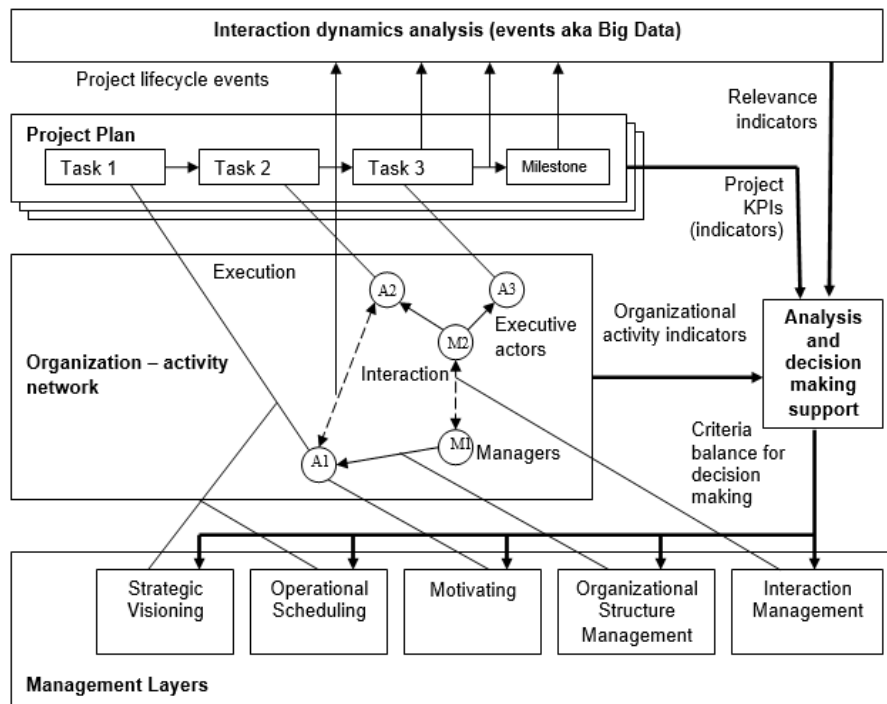 Interaction dynamics analysis (events aka Big Data)
Project lifecycle events
Relevance
indicators
Project Plan
Task 1
Task 2
Task 3
Milestone
Project
KPIs
(indicators)
Execution
A2
A3
Executive
actors
Organizational
activity indicators
Analysis
and
decision
making
support
M2
Organization – activity
network
Interaction
M1
Managers
A1
Criteria
balance for
decision
making
Strategic
Visioning
Operational
Scheduling
Motivating
Organizational
Structure
Management
Interaction
Management
Management Layers